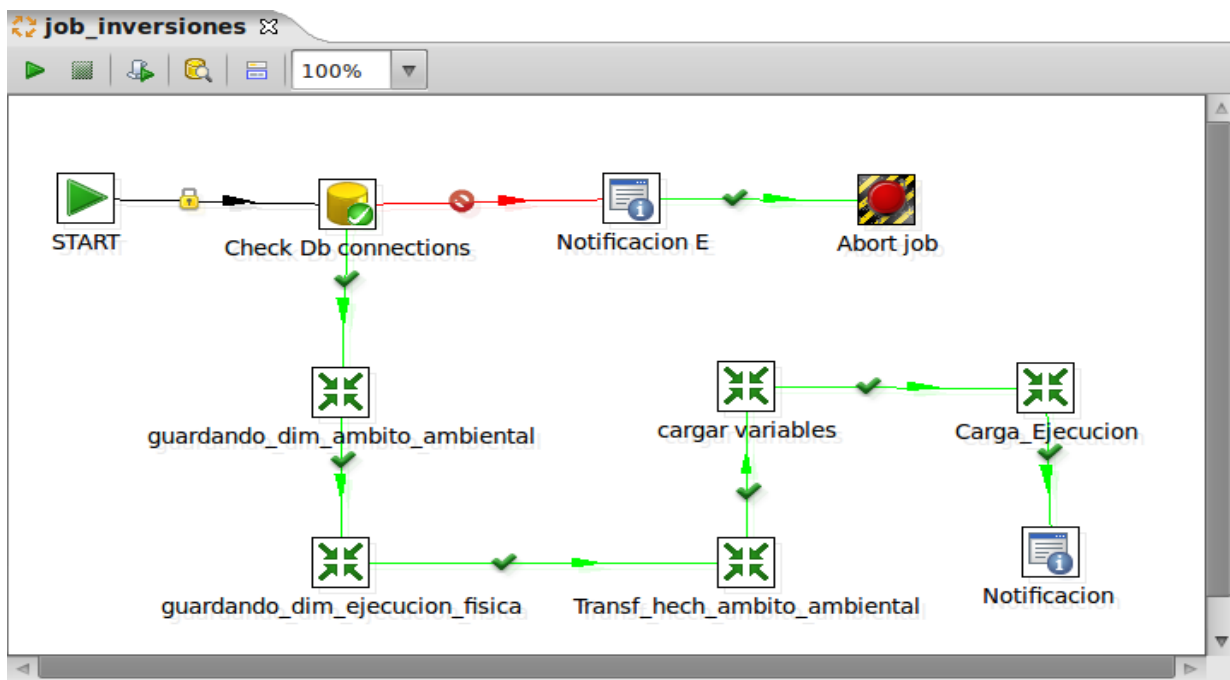 job_inversiones
100%
START
Check Db connections
Notificacion E
Abort job
guardando_dim_ambito_ambiental
cargar variables
Carga_Ejecucion
guardando_dim_ejecucion_fisica
Transf_hech_ambito_ambiental
Notificacion